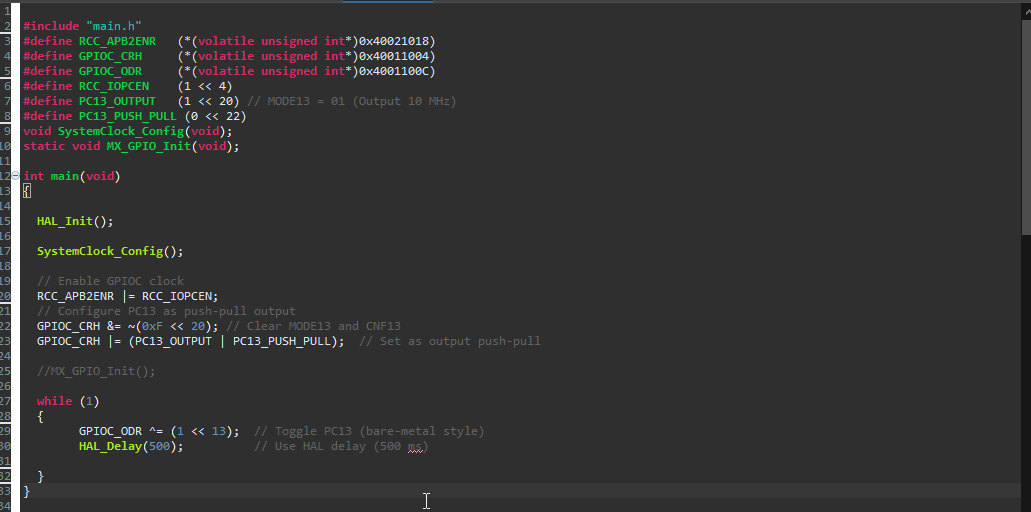 1
2 #include "main.h"
3 #define RCC_APB2ENR   (*(volatile unsigned int*)0x40021018)
4 #define GPIOC_CRH     (*(volatile unsigned int*)0x40011004)
5 #define GPIOC_ODR     (*(volatile unsigned int*)0x4001100C)
6 #define RCC_IOPCEN    (1 << 4)
7 #define PC13_OUTPUT   (1 << 20) // MODE13 = 01 (Output 10 MHz)
8 #define PC13_PUSH_PULL (0 << 22)
9 void SystemClock_Config(void);
10 static void MX_GPIO_Init(void);
11
12 int main(void)
13 {
14
15   HAL_Init();
16
17   SystemClock_Config();
18
19   // Enable GPIOC clock
20   RCC_APB2ENR |= RCC_IOPCEN;
21   // Configure PC13 as push-pull output
22   GPIOC_CRH &= ~(0xF << 20); // Clear MODE13 and CNF13
23   GPIOC_CRH |= (PC13_OUTPUT | PC13_PUSH_PULL);  // Set as output push-pull
24
25   //MX_GPIO_Init();
26
27   while (1)
28   {
29         GPIOC_ODR ^= (1 << 13);  // Toggle PC13 (bare-metal style)
30         HAL_Delay(500);          // Use HAL delay (500 ms)
31
32   }
33 }
34